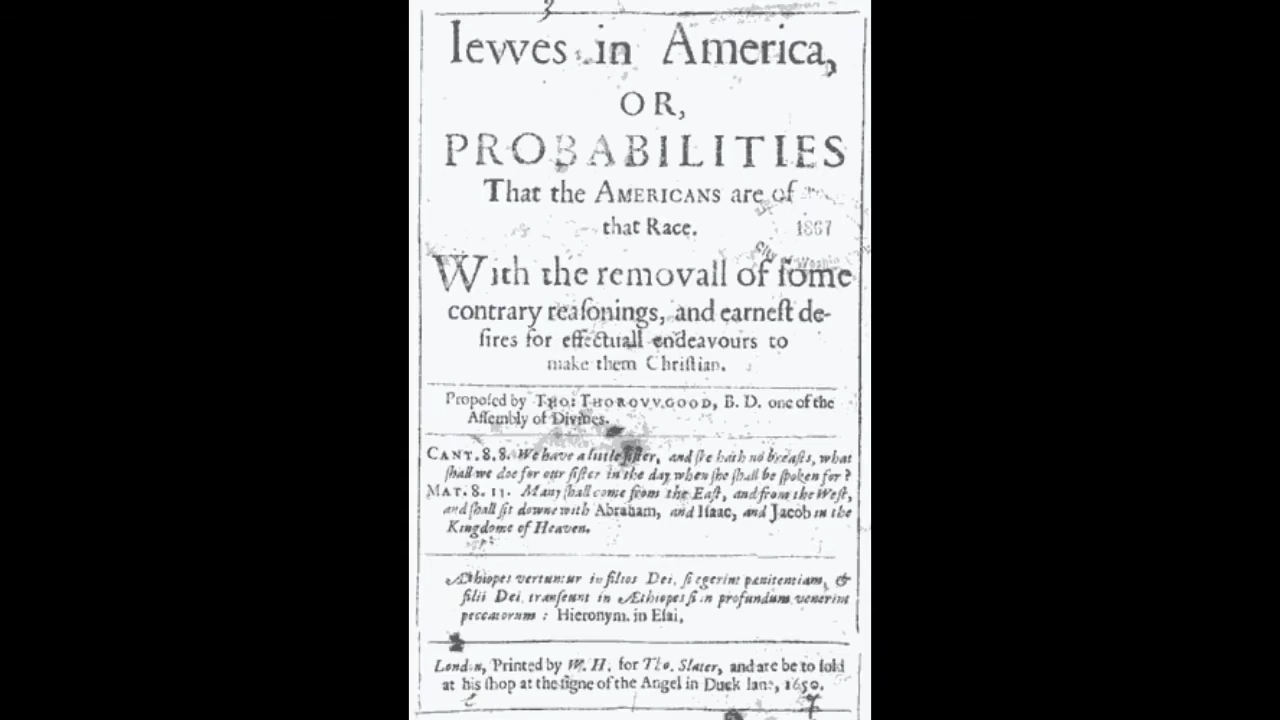 Iewes in America,
OR,
PROBABILITIES
That the AMERICANS are of
that Race.
1867
City of Washin
With the removall of ſome
contrary reaſonings, and earneſt de-
ſires for effectuall endeavours to
make them Chriſtian.
Propoſed by THO: THOROVVGOOD, B. D. one of the
Aſſembly of Divines.
CANT. 8. 8. We have a little ſiſter, and ſhe hath no breaſts, what
ſhall we doe for our ſiſter in the day when ſhe ſhall be ſpoken for?
MAT. 8. 11. Many ſhall come from the Eaſt, and from the Weſt,
and ſhall ſit downe with Abraham, and Iſaac, and Jacob in the
Kingdome of Heaven.
Æthiopes vertuntur in filios Dei, ſi egerint pænitentiam, &
filii Dei tranſeunt in Æthiopes ſi in profundum venerint
peccatorum: Hieronym. in Eſai,
London, Printed by W. H. for Tho. Slater, and are be to ſold
at his ſhop at the ſigne of the Angel in Duck lane, 1650.